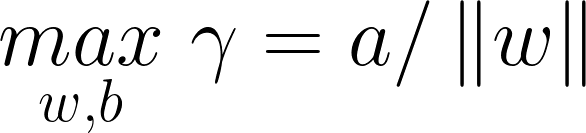 max γ = a/ ‖w‖
w,b